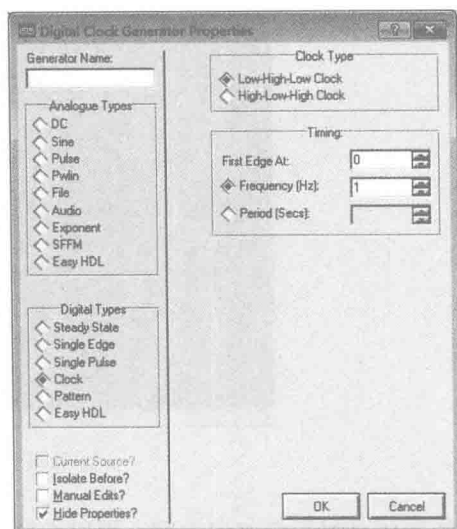 Digital Clock Generator Properties
Generator Name:
Analogue Types
DC
Sine
Pulse
Pwlin
File
Audio
Exponent
SFFM
Easy HDL
Digital Types
Steady State
Single Edge
Single Pulse
Clock
Pattern
Easy HDL
Current Source?
Isolate Before?
Manual Edits?
Hide Properties?
Clock Type
Low-High-Low Clock
High-Low-High Clock
Timing:
First Edge At: 0
Frequency (Hz): 1
Period (Secs):
OK Cancel